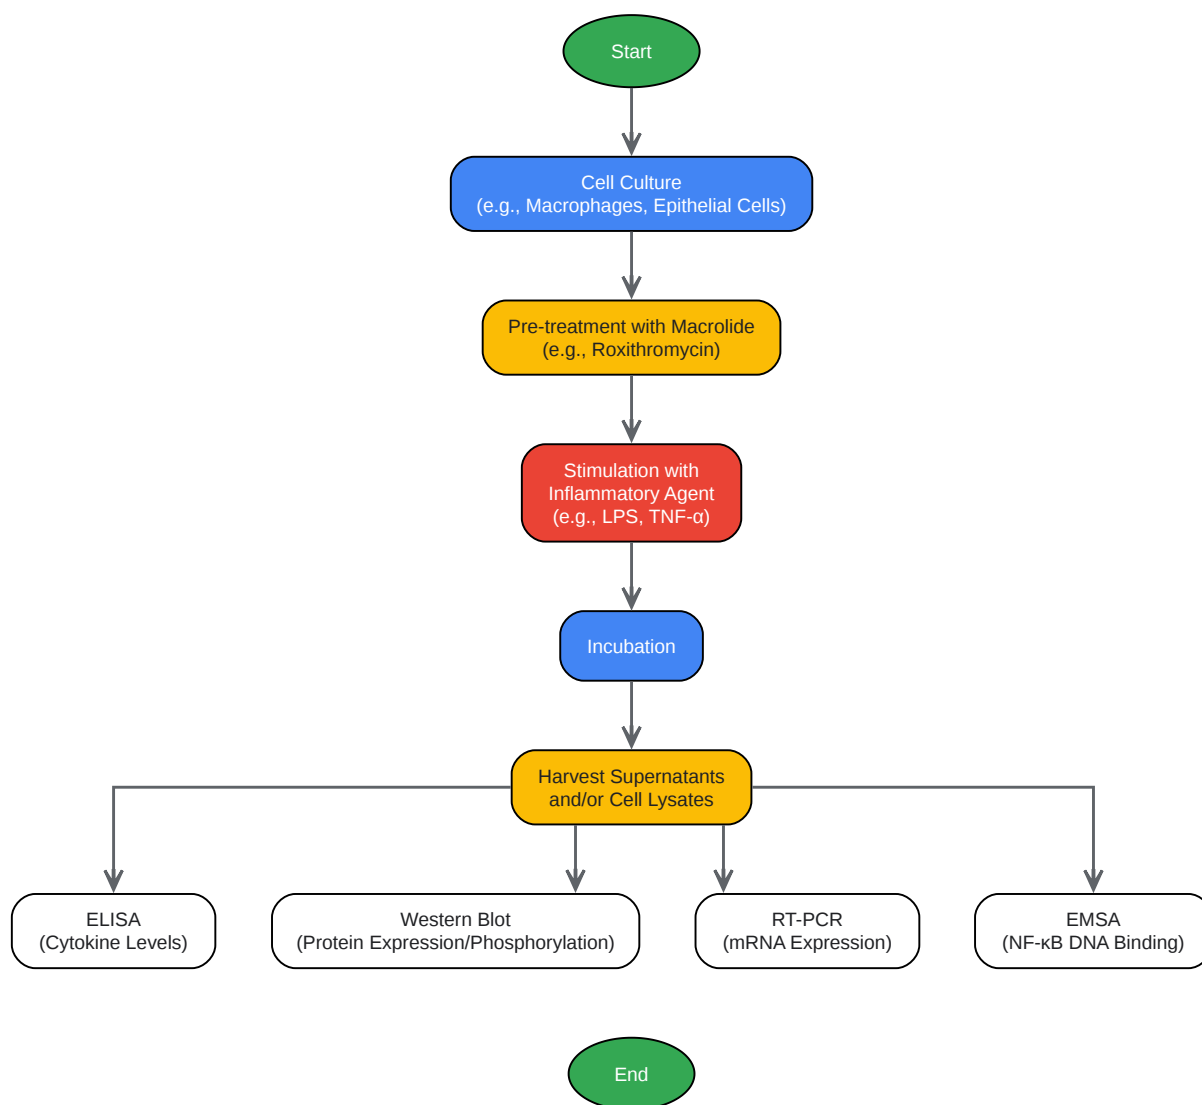 Start
Cell Culture
(e.g., Macrophages, Epithelial Cells)
Pre-treatment with Macrolide
(e.g., Roxithromycin)
Stimulation with
Inflammatory Agent
(e.g., LPS, TNF-α)
Incubation
Harvest Supernatants
and/or Cell Lysates
ELISA
(Cytokine Levels)
Western Blot
(Protein Expression/Phosphorylation)
RT-PCR
(mRNA Expression)
EMSA
(NF-κB DNA Binding)
End